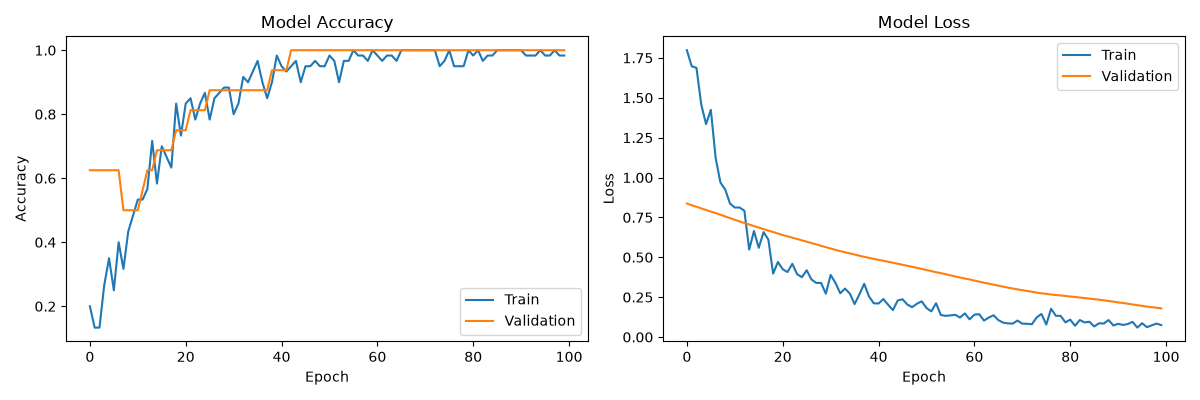 Model Accuracy
Accuracy
1.0
0.8
0.6
0.4
0.2
0
20
40
60
80
100
Epoch
Train
Validation
Model Loss
Loss
1.75
1.50
1.25
1.00
0.75
0.50
0.25
0.00
0
20
40
60
80
100
Epoch
Train
Validation